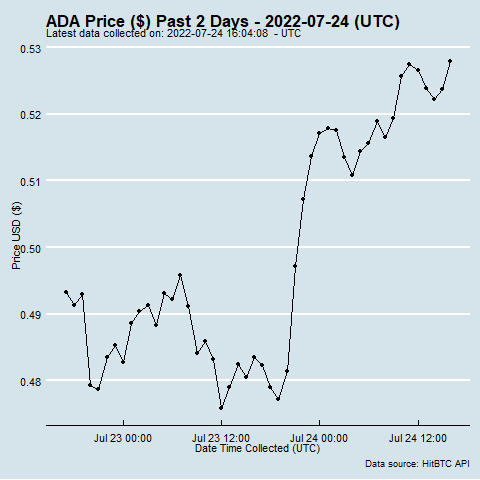 ADA Price ($) Past 2 Days - 2022-07-24 (UTC)
Latest data collected on: 2022-07-24 16:04:08 - UTC
0.53
0.52
0.51
0.50
0.49
0.48
Price USD ($)
Jul 23 00:00 Jul 23 12:00 Jul 24 00:00 Jul 24 12:00
Date Time Collected (UTC)
Data source: HitBTC API